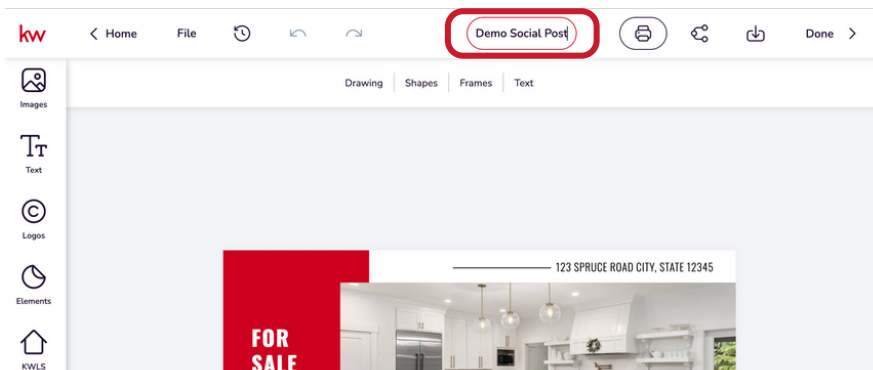 kw
Home
File
Demo Social Post
Done
Drawing
Shapes
Frames
Text
Images
Text
Logos
Elements
KWLS
123 SPRUCE ROAD CITY, STATE 12345
FOR
SALE